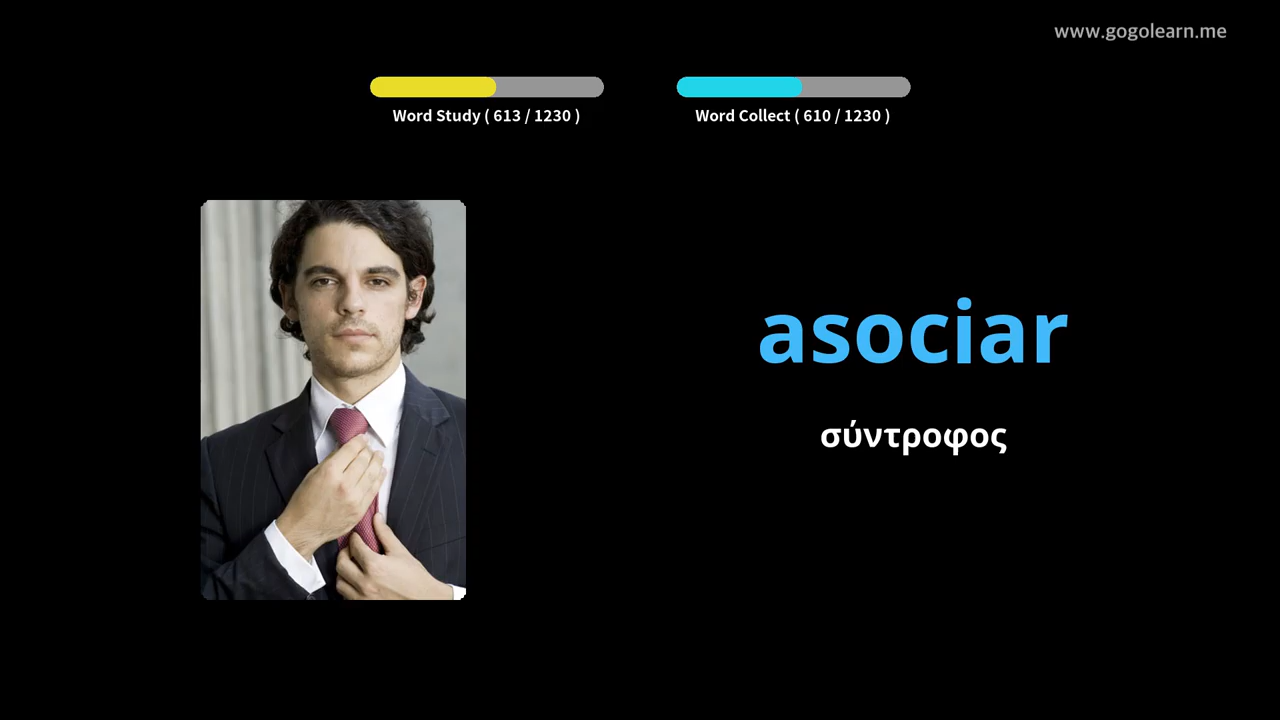 www.gogolearn.me
Word Study ( 613 / 1230 )
Word Collect ( 610 / 1230 )
asociar
σύντροφος